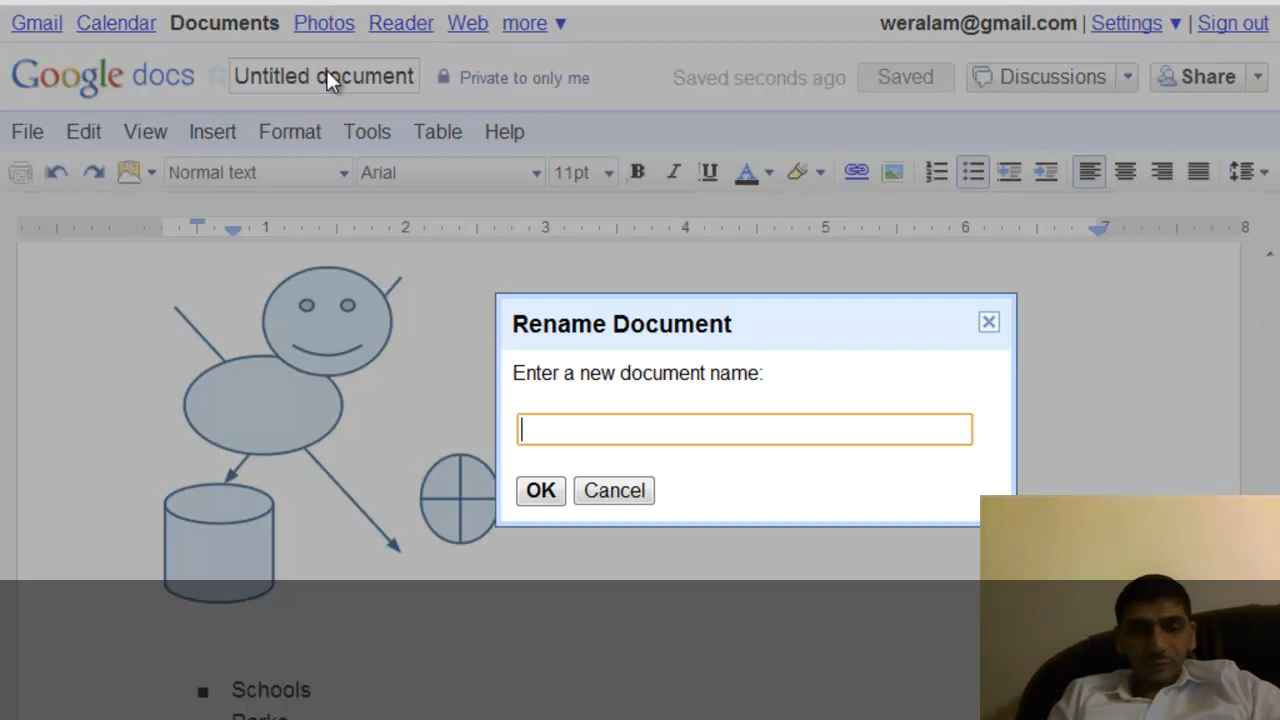 Gmail Calendar Documents Photos Reader Web more ▼ weralam@gmail.com | Settings ▼ | Sign out
Google docs Untitled document Private to only me Saved seconds ago Saved Discussions Share
File Edit View Insert Format Tools Table Help
Normal text Arial 11pt B I U A
1 2 3 4 5 6 7 8
Rename Document
Enter a new document name:
OK Cancel
■ Schools
Parks